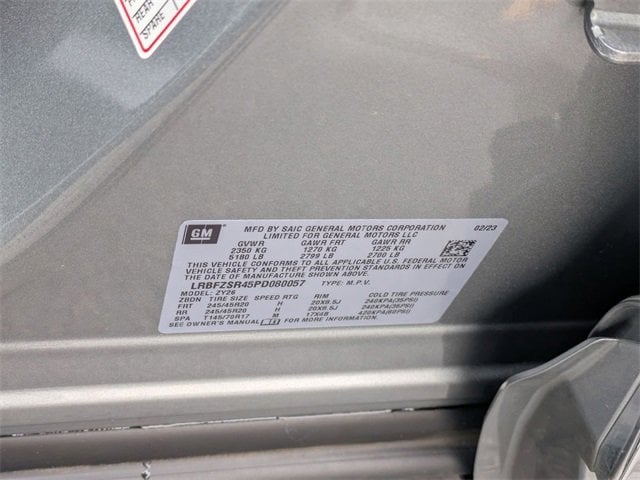 REAR
SPARE
GM
MFD BY SAIC GENERAL MOTORS CORPORATION 02/23
LIMITED FOR GENERAL MOTORS LLC
GVWR GAWR FRT GAWR RR
2350 KG 1270 KG 1225 KG
5180 LB 2799 LB 2700 LB
THIS VEHICLE CONFORMS TO ALL APPLICABLE U.S. FEDERAL MOTOR
VEHICLE SAFETY AND THEFT PREVENTION STANDARDS IN EFFECT ON
THE DATE OF MANUFACTURE SHOWN ABOVE.
LRBFZSR45PD080057 TYPE: M.P.V.
MODEL: ZY26
ZBDN TIRE SIZE SPEED RTG RIM COLD TIRE PRESSURE
FRT 245/45R20 H 20X8.5J 240KPA(35PSI)
RR 245/45R20 H 20X8.5J 240KPA(35PSI)
SPA T145/70R17 M 17X4B 420KPA(60PSI)
SEE OWNER'S MANUAL FOR MORE INFORMATION.